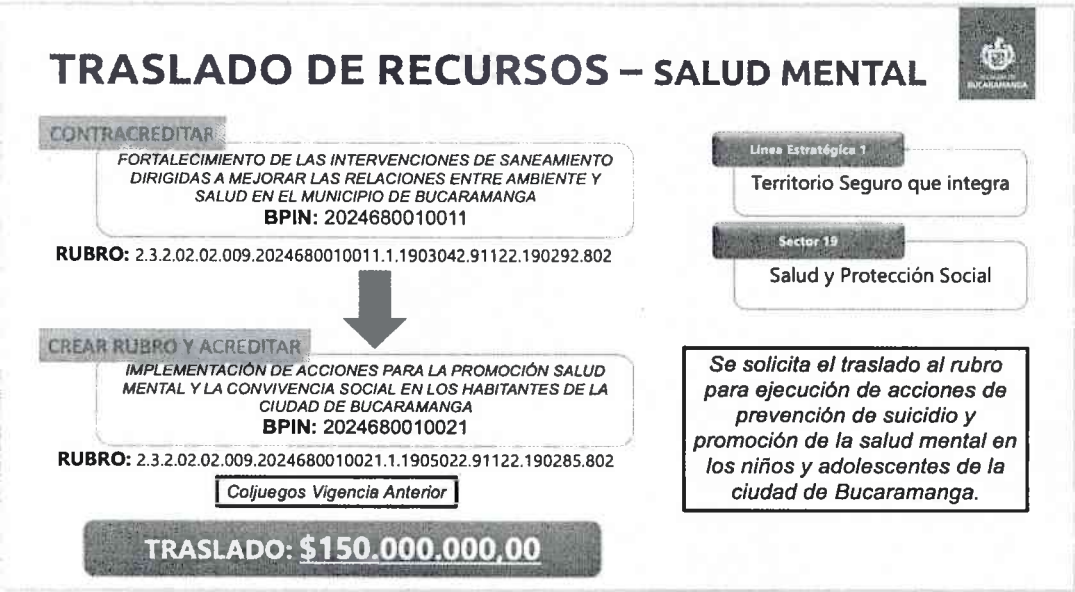 TRASLADO DE RECURSOS – SALUD MENTAL
BUCARAMANGA
CONTRACREDITAR
FORTALECIMIENTO DE LAS INTERVENCIONES DE SANEAMIENTO
DIRIGIDAS A MEJORAR LAS RELACIONES ENTRE AMBIENTE Y
SALUD EN EL MUNICIPIO DE BUCARAMANGA
BPIN: 2024680010011
RUBRO: 2.3.2.02.02.009.2024680010011.1.1903042.91122.190292.802
CREAR RUBRO Y ACREDITAR
IMPLEMENTACIÓN DE ACCIONES PARA LA PROMOCIÓN SALUD
MENTAL Y LA CONVIVENCIA SOCIAL EN LOS HABITANTES DE LA
CIUDAD DE BUCARAMANGA
BPIN: 2024680010021
RUBRO: 2.3.2.02.02.009.2024680010021.1.1905022.91122.190285.802
Coljuegos Vigencia Anterior
TRASLADO: $150.000.000,00
Línea Estratégica 1
Territorio Seguro que integra
Sector 19
Salud y Protección Social
Se solicita el traslado al rubro
para ejecución de acciones de
prevención de suicidio y
promoción de la salud mental en
los niños y adolescentes de la
ciudad de Bucaramanga.